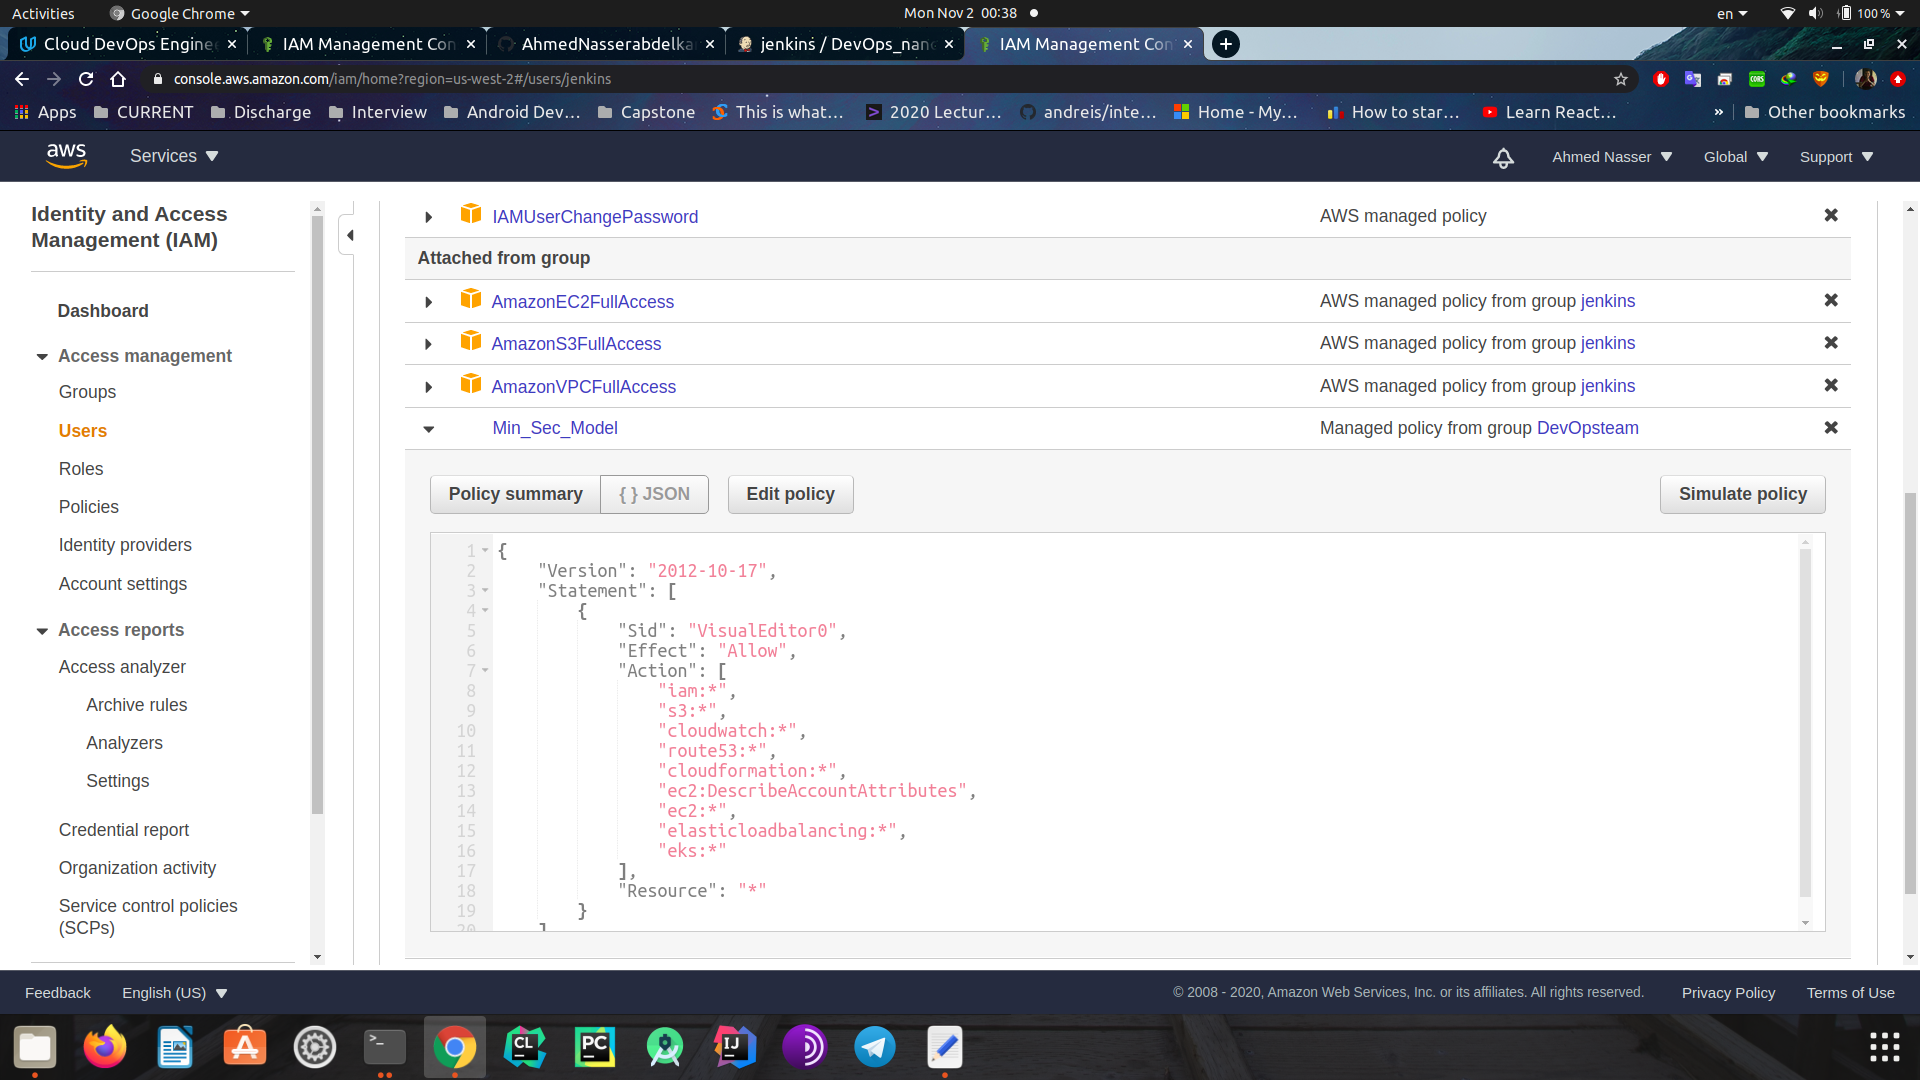 Activities Google Chrome Mon Nov 2 00:38 en 100 %
Cloud DevOps Engine IAM Management Con AhmedNasserabdelka jenkins / DevOps_nan IAM Management Con
console.aws.amazon.com/iam/home?region=us-west-2#/users/jenkins
Apps CURRENT Discharge Interview Android Dev... Capstone This is what... 2020 Lectur... andreis/inte... Home - My... How to star... Learn React... » Other bookmarks
aws Services Ahmed Nasser Global Support
Identity and Access
Management (IAM)
Dashboard
Access management
Groups
Users
Roles
Policies
Identity providers
Account settings
Access reports
Access analyzer
Archive rules
Analyzers
Settings
Credential report
Organization activity
Service control policies
(SCPs)
IAMUserChangePassword AWS managed policy
Attached from group
AmazonEC2FullAccess AWS managed policy from group jenkins
AmazonS3FullAccess AWS managed policy from group jenkins
AmazonVPCFullAccess AWS managed policy from group jenkins
Min_Sec_Model Managed policy from group DevOpsteam
Policy summary { } JSON Edit policy Simulate policy
1 {
2 "Version": "2012-10-17",
3 "Statement": [
4 {
5 "Sid": "VisualEditor0",
6 "Effect": "Allow",
7 "Action": [
8 "iam:*",
9 "s3:*",
10 "cloudwatch:*",
11 "route53:*",
12 "cloudformation:*",
13 "ec2:DescribeAccountAttributes",
14 "ec2:*",
15 "elasticloadbalancing:*",
16 "eks:*"
17 ],
18 "Resource": "*"
19 }
20 ]
Feedback English (US) © 2008 - 2020, Amazon Web Services, Inc. or its affiliates. All rights reserved. Privacy Policy Terms of Use
>_ CL PC IJ